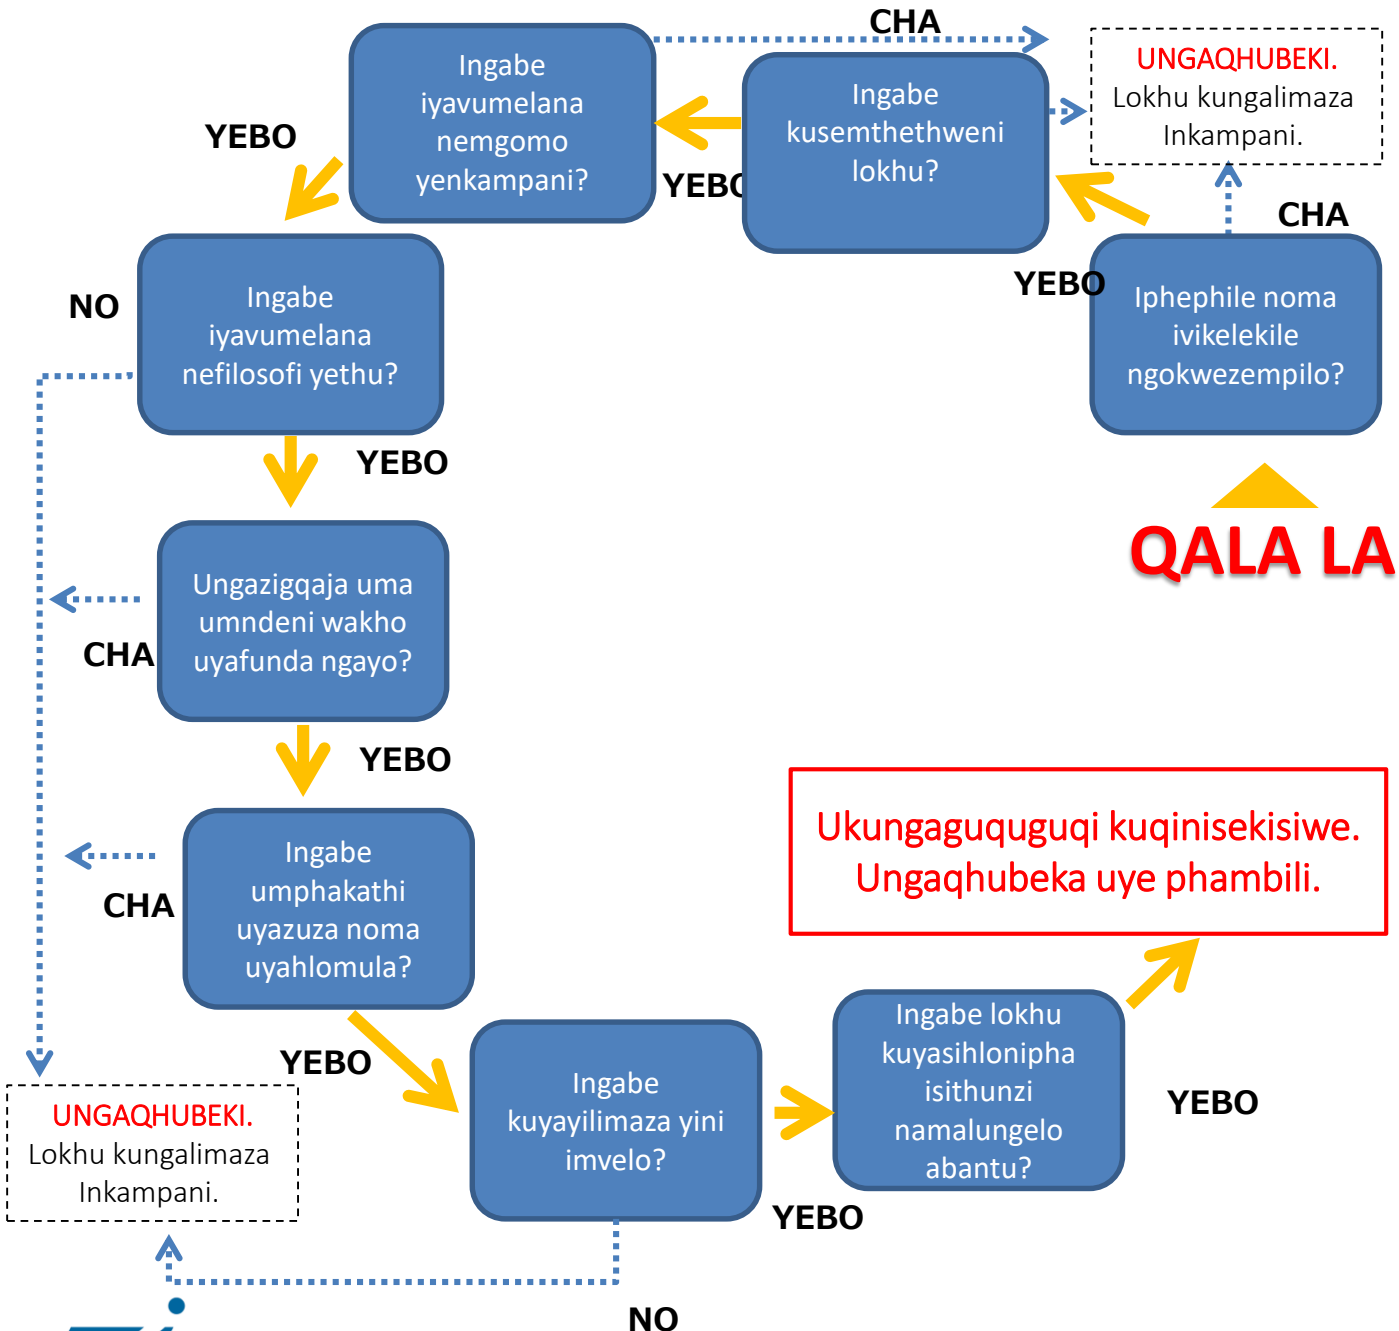 CHA
Ingabe
iyavumelana
nemgomo
yenkampani?
Ingabe
kusemthethweni
lokhu?
UNGAQHUBEKI.
Lokhu kungalimaza
Inkampani.
YEBO
YEBO
CHA
YEBO
Iphephile noma
ivikelekile
ngokwezempilo?
NO
Ingabe
iyavumelana
nefilosofi yethu?
YEBO
QALA LA
Ungazigqaja uma
umndeni wakho
uyafunda ngayo?
CHA
YEBO
Ingabe
umphakathi
uyazuza noma
uyahlomula?
CHA
Ukungaguquguqi kuqinisekisiwe.
Ungaqhubeka uye phambili.
YEBO
Ingabe
kuyayilimaza yini
imvelo?
Ingabe lokhu
kuyasihlonipha
isithunzi
namalungelo
abantu?
YEBO
YEBO
UNGAQHUBEKI.
Lokhu kungalimaza
Inkampani.
NO